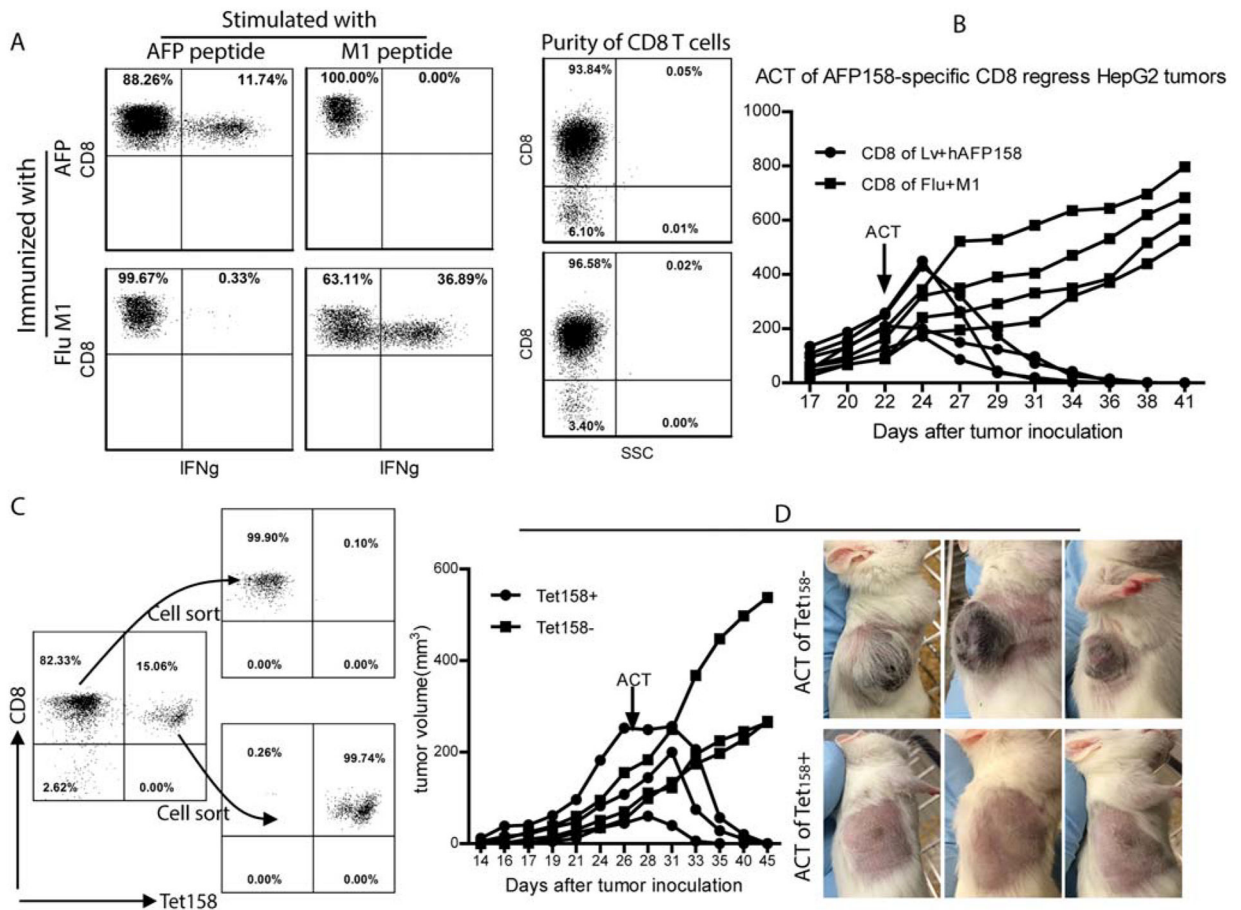 A
Stimulated with
AFP peptide
M1 peptide
Immunized with
AFP
CD8
88.26%
11.74%
100.00%
0.00%
Flu M1
CD8
99.67%
0.33%
63.11%
36.89%
IFNg
IFNg
Purity of CD8 T cells
CD8
93.84%
0.05%
6.10%
0.01%
CD8
96.58%
0.02%
3.40%
0.00%
SSC
B
ACT of AFP158-specific CD8 regress HepG2 tumors
1000
800
600
400
200
0
CD8 of Lv+hAFP158
CD8 of Flu+M1
ACT
17 20 22 24 27 29 31 34 36 38 41
Days after tumor inoculation
C
CD8
82.33%
15.06%
2.62%
0.00%
Tet158
Cell sort
99.90%
0.10%
0.00%
0.00%
Cell sort
0.26%
99.74%
0.00%
0.00%
D
tumor volume(mm3)
600
400
200
0
Tet158+
Tet158-
ACT
14 16 17 19 21 24 26 28 31 33 35 40 45
Days after tumor inoculation
ACT of Tet158-
ACT of Tet158+